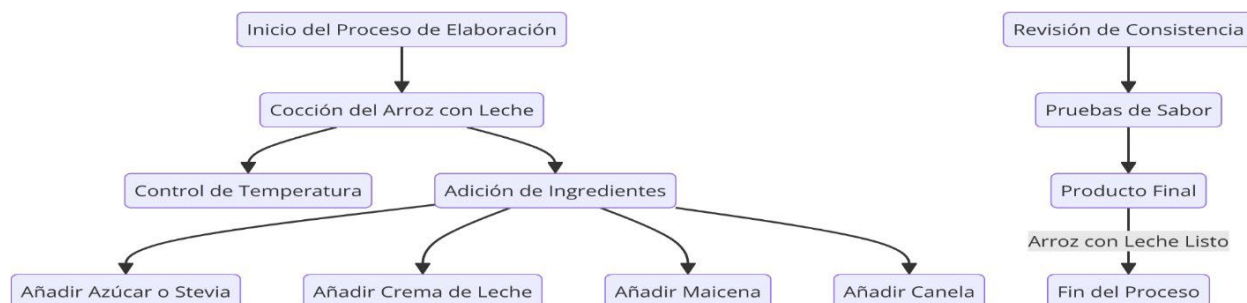 Inicio del Proceso de Elaboración
Revisión de Consistencia
Cocción del Arroz con Leche
Pruebas de Sabor
Control de Temperatura
Adición de Ingredientes
Producto Final
Arroz con Leche Listo
Añadir Azúcar o Stevia
Añadir Crema de Leche
Añadir Maicena
Añadir Canela
Fin del Proceso